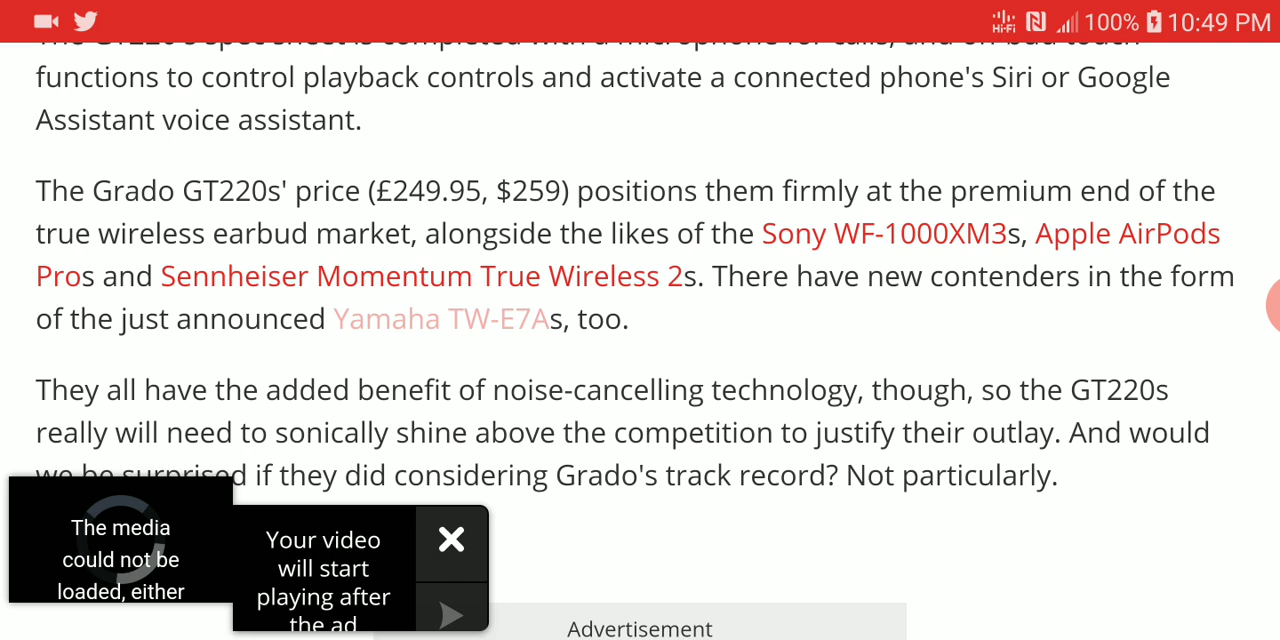 Hi-Fi 100% 10:49 PM
functions to control playback controls and activate a connected phone's Siri or Google
Assistant voice assistant.
The Grado GT220s' price (£249.95, $259) positions them firmly at the premium end of the
true wireless earbud market, alongside the likes of the Sony WF-1000XM3s, Apple AirPods
Pros and Sennheiser Momentum True Wireless 2s. There have new contenders in the form
of the just announced Yamaha TW-E7As, too.
They all have the added benefit of noise-cancelling technology, though, so the GT220s
really will need to sonically shine above the competition to justify their outlay. And would
we be surprised if they did considering Grado's track record? Not particularly.
The media
could not be
loaded, either
Your video
will start
playing after
the ad
Advertisement